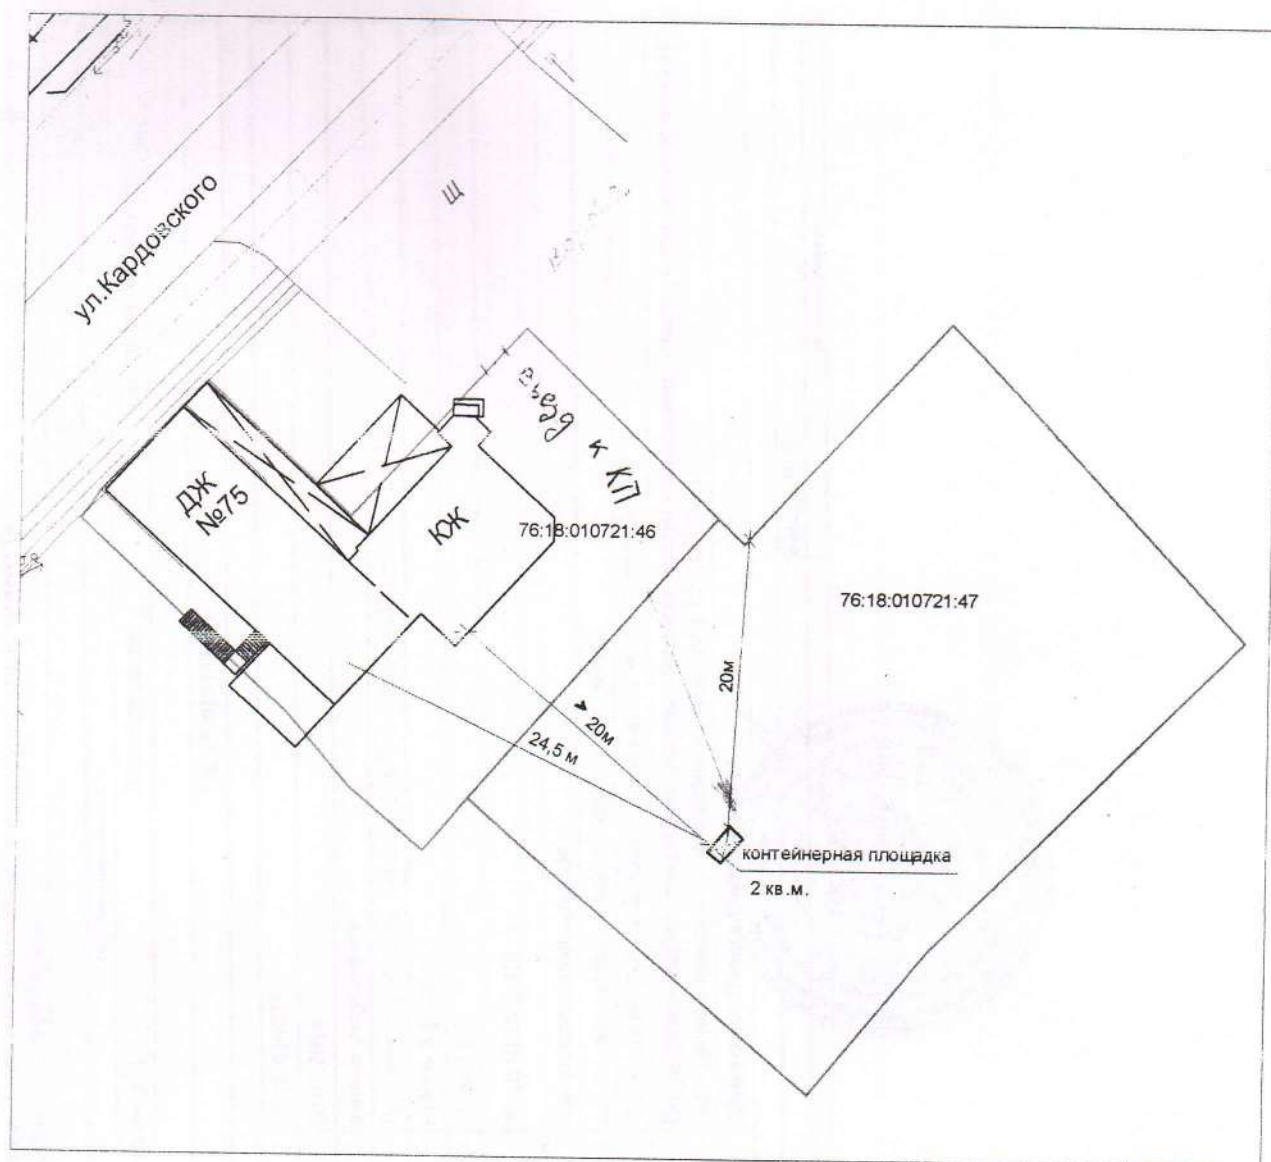 ул.Кардовского
Щ
въезд к КП
ДЖ
№75
КЖ
76:18:010721:46
76:18:010721:47
20м
20м
24,5 м
контейнерная площадка
2 кв.м.